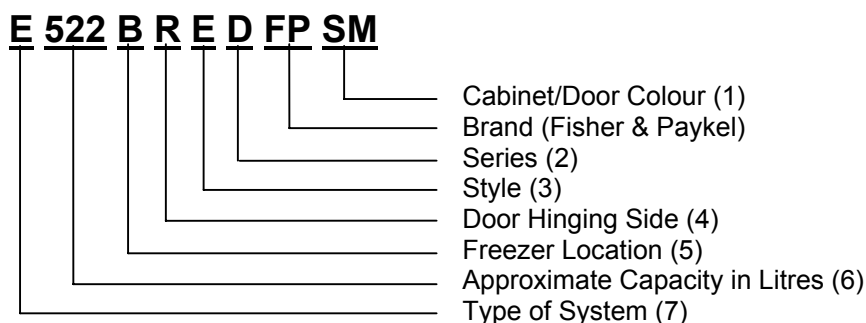 E 522 B R E D FP SM
Cabinet/Door Colour (1)
Brand (Fisher & Paykel)
Series (2)
Style (3)
Door Hinging Side (4)
Freezer Location (5)
Approximate Capacity in Litres (6)
Type of System (7)